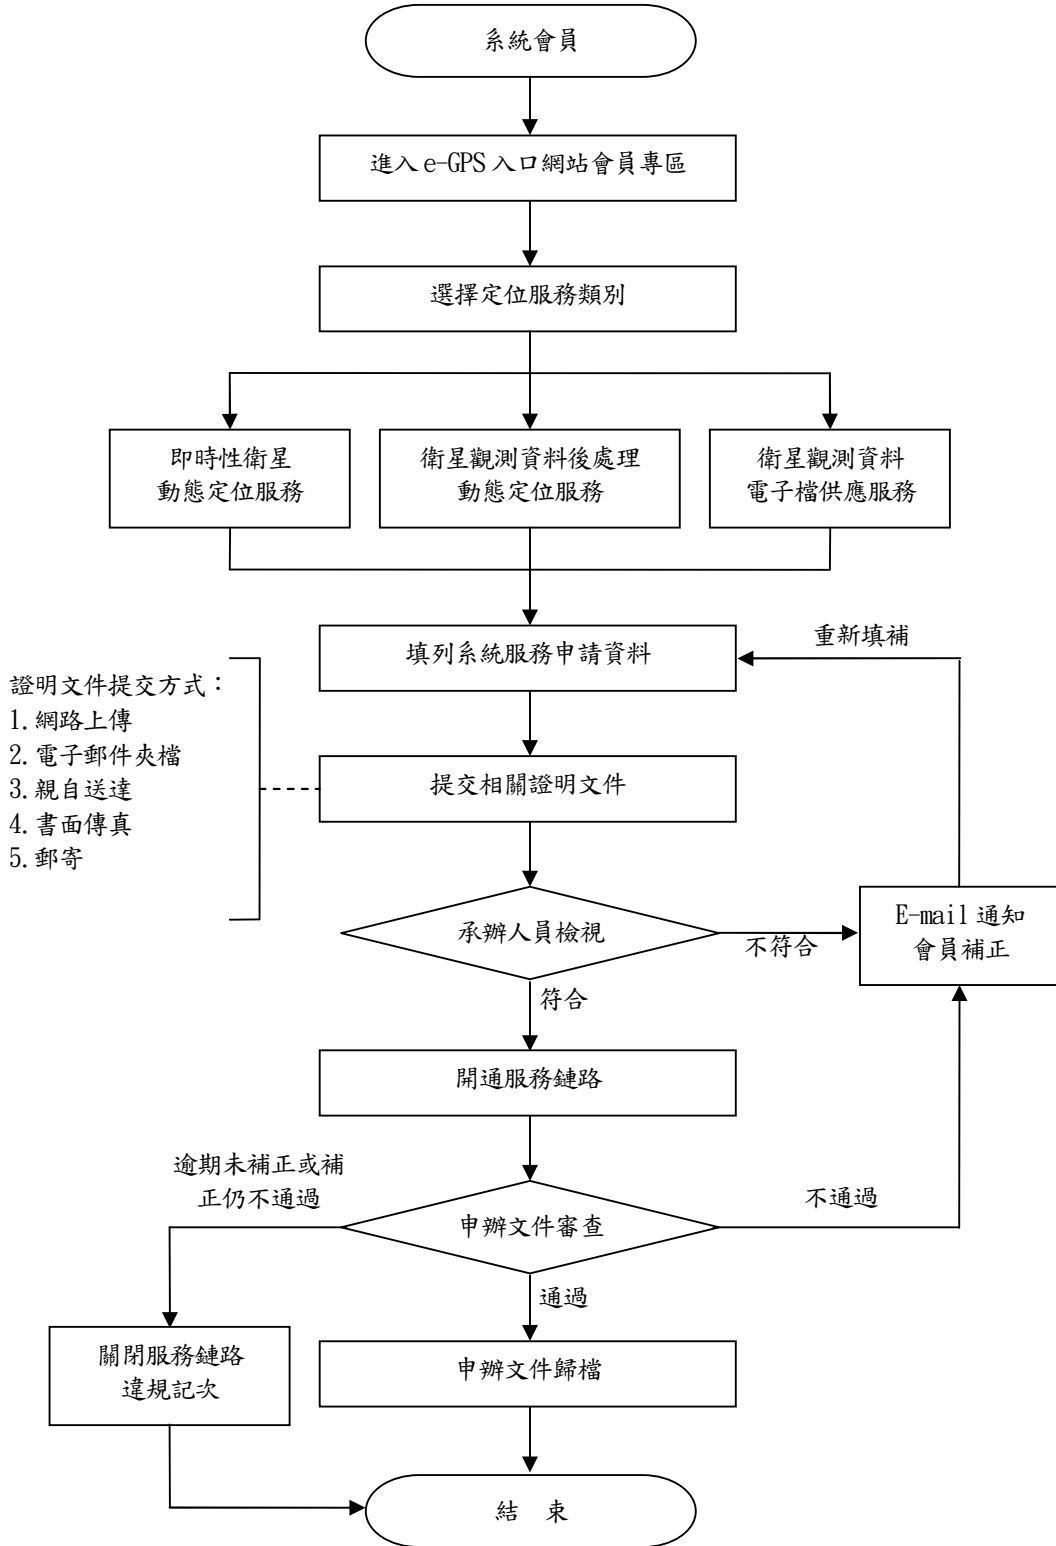 系統會員
進入 e-GPS 入口網站會員專區
選擇定位服務類別
即時性衛星
動態定位服務
衛星觀測資料後處理
動態定位服務
衛星觀測資料
電子檔供應服務
填列系統服務申請資料
重新填補
證明文件提交方式：
1.網路上傳
2.電子郵件夾檔
3.親自送達
4.書面傳真
5.郵寄
提交相關證明文件
承辦人員檢視
不符合
E-mail 通知
會員補正
符合
開通服務鏈路
逾期未補正或補
正仍不通過
申辦文件審查
不通過
通過
關閉服務鏈路
違規記次
申辦文件歸檔
結 束